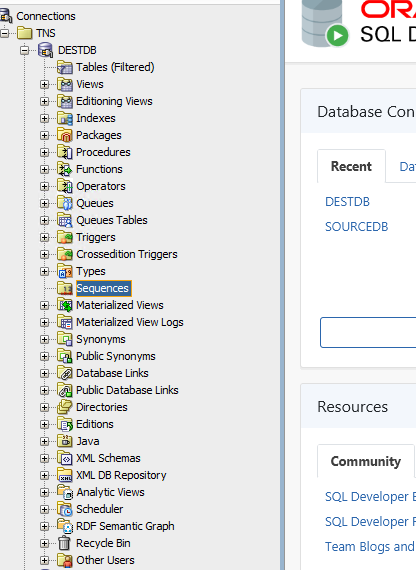 Connections
TNS
DESTDB
Tables (Filtered)
Views
Editioning Views
Indexes
Packages
Procedures
Functions
Operators
Queues
Queues Tables
Triggers
Crossedition Triggers
Types
Sequences
Materialized Views
Materialized View Logs
Synonyms
Public Synonyms
Database Links
Public Database Links
Directories
Editions
Java
XML Schemas
XML DB Repository
Analytic Views
Scheduler
RDF Semantic Graph
Recycle Bin
Other Users
ORA
SQL D
Database Con
Recent
Dat
DESTDB
SOURCEDB
Resources
Community
SQL Developer
SQL Developer
Team Blogs and